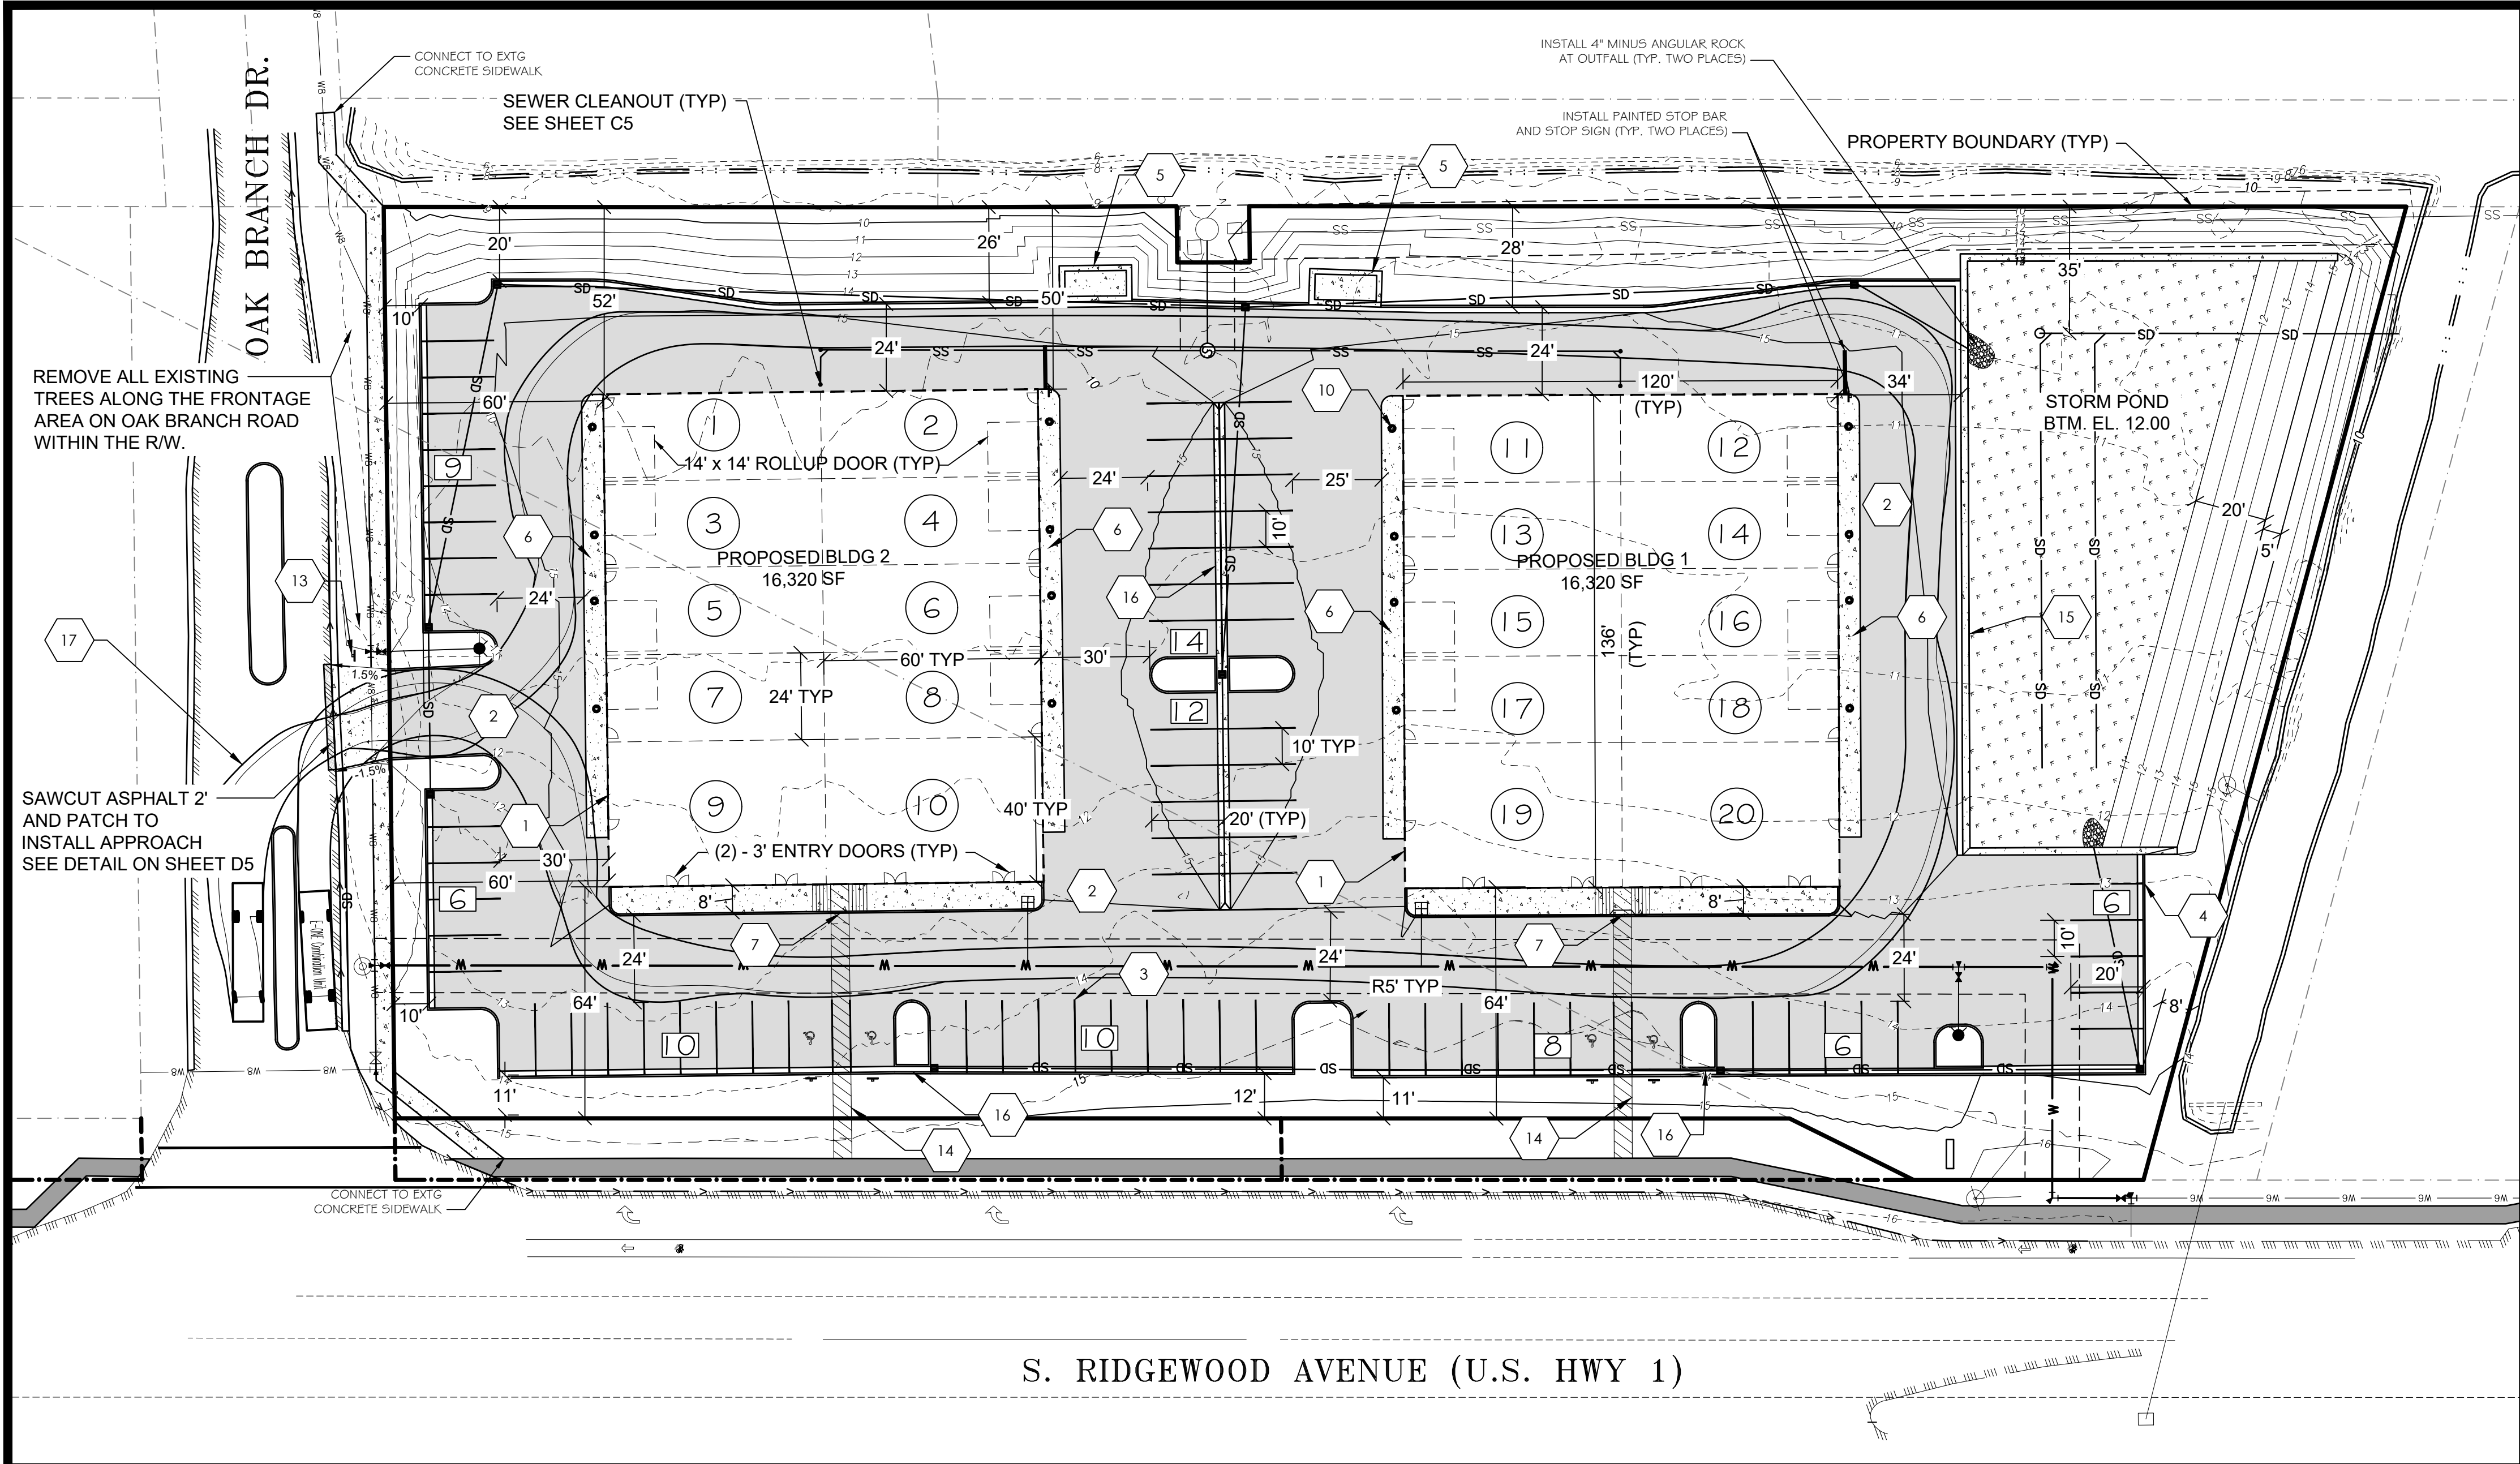 OAK BRANCH DR.
CONNECT TO EXTG
CONCRETE SIDEWALK
SEWER CLEANOUT (TYP)
SEE SHEET C5
INSTALL 4" MINUS ANGULAR ROCK
AT OUTFALL (TYP. TWO PLACES)
INSTALL PAINTED STOP BAR
AND STOP SIGN (TYP. TWO PLACES)
PROPERTY BOUNDARY (TYP)
5
5
20'
52'
26'
50'
28'
35'
10'
24'
24'
60'
120'
(TYP)
34'
REMOVE ALL EXISTING
TREES ALONG THE FRONTAGE
AREA ON OAK BRANCH ROAD
WITHIN THE R/W.
STORM POND
BTM. EL. 12.00
10
1
2
11
12
9
14' x 14' ROLLUP DOOR (TYP)
24'
25'
2
20'
5'
6
3
4
6
10'
13
14
PROPOSED BLDG 2
16,320 SF
PROPOSED BLDG 1
16,320 SF
13
24'
16
6
5
6
15
16
6
15
17
14
136'
(TYP)
60' TYP
30'
24' TYP
1.5%
2
7
8
12
17
18
10' TYP
-1.5%
SAWCUT ASPHALT 2'
AND PATCH TO
INSTALL APPROACH
SEE DETAIL ON SHEET D5
1
9
10
40' TYP
20' (TYP)
19
20
30'
(2) - 3' ENTRY DOORS (TYP)
60'
6
8'
2
1
8'
6
4
E-ONE Combination Unit
7
7
10'
24'
3
24'
24'
20'
R5' TYP
64'
64'
10'
8'
10
10
8
6
11'
12'
11'
16
14
14
16
CONNECT TO EXTG
CONCRETE SIDEWALK
S. RIDGEWOOD AVENUE (U.S. HWY 1)